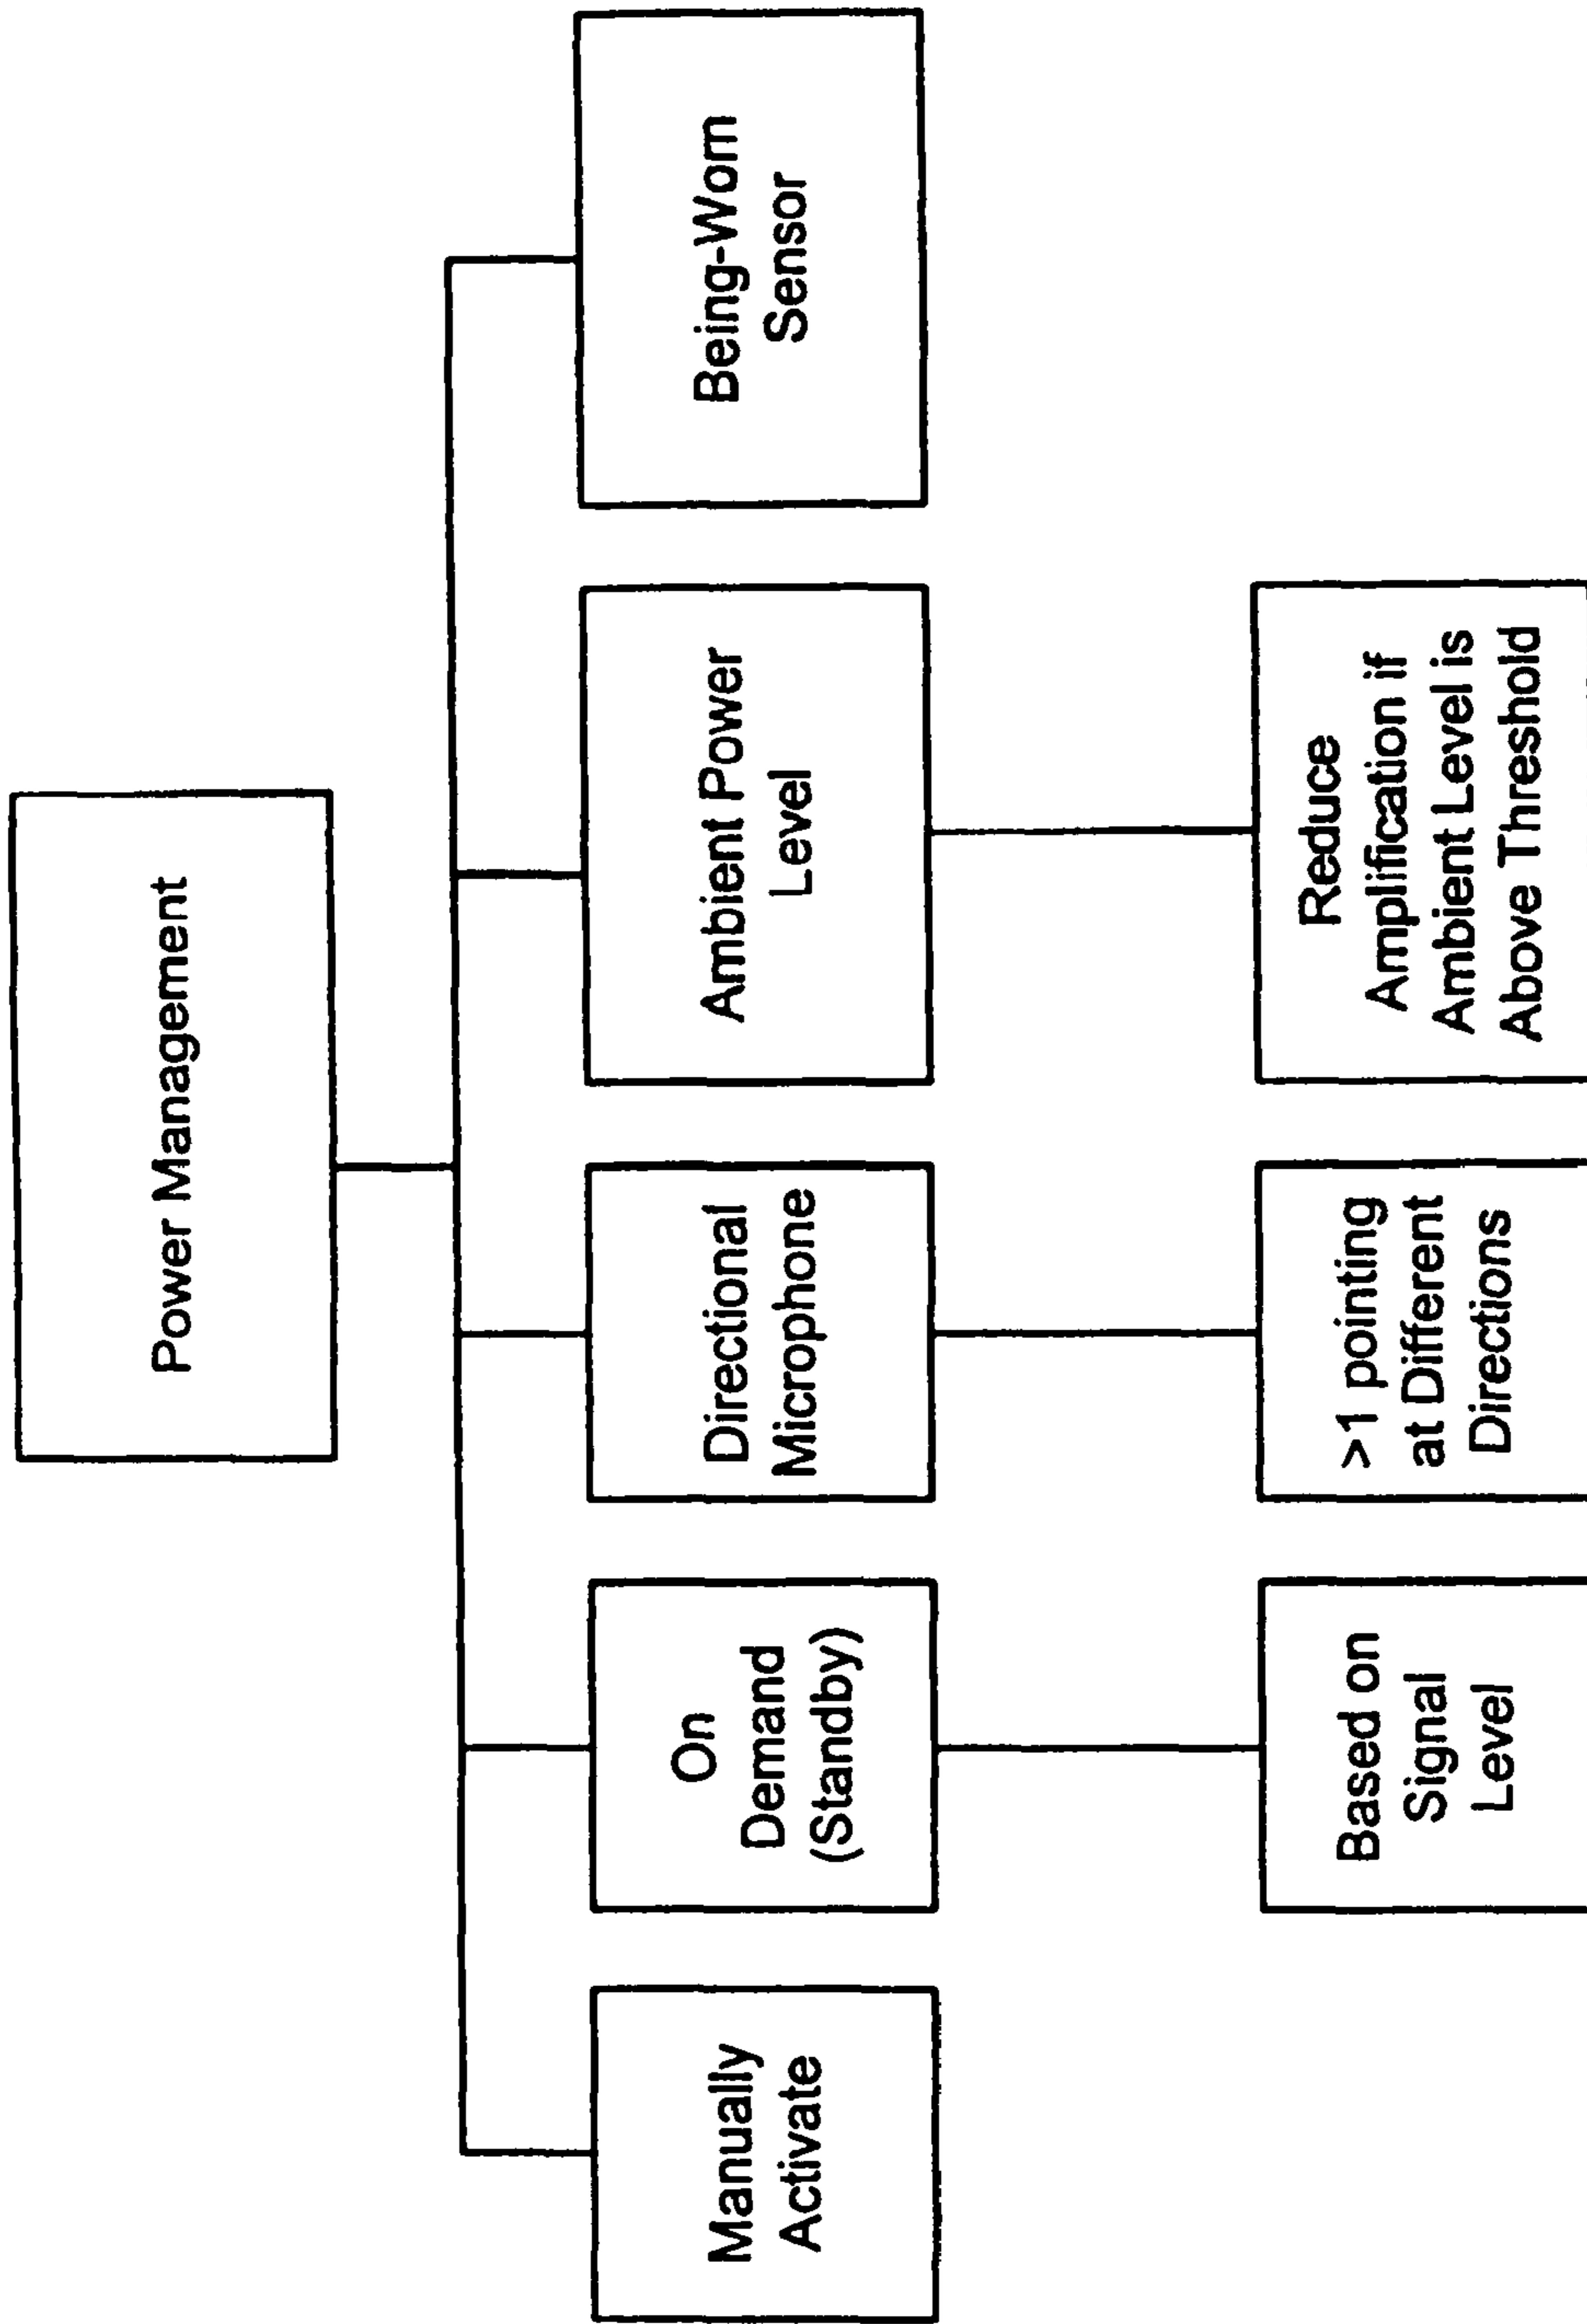 Power Management
Manually
Activate
On
Demand
(Standby)
Directional
Microphone
Ambient Power
Level
Being-Worn
Sensor
Based on
Signal
Level
>1 pointing
at Different
Directions
Reduce
Amplification if
Ambient Level is
Above Threshold